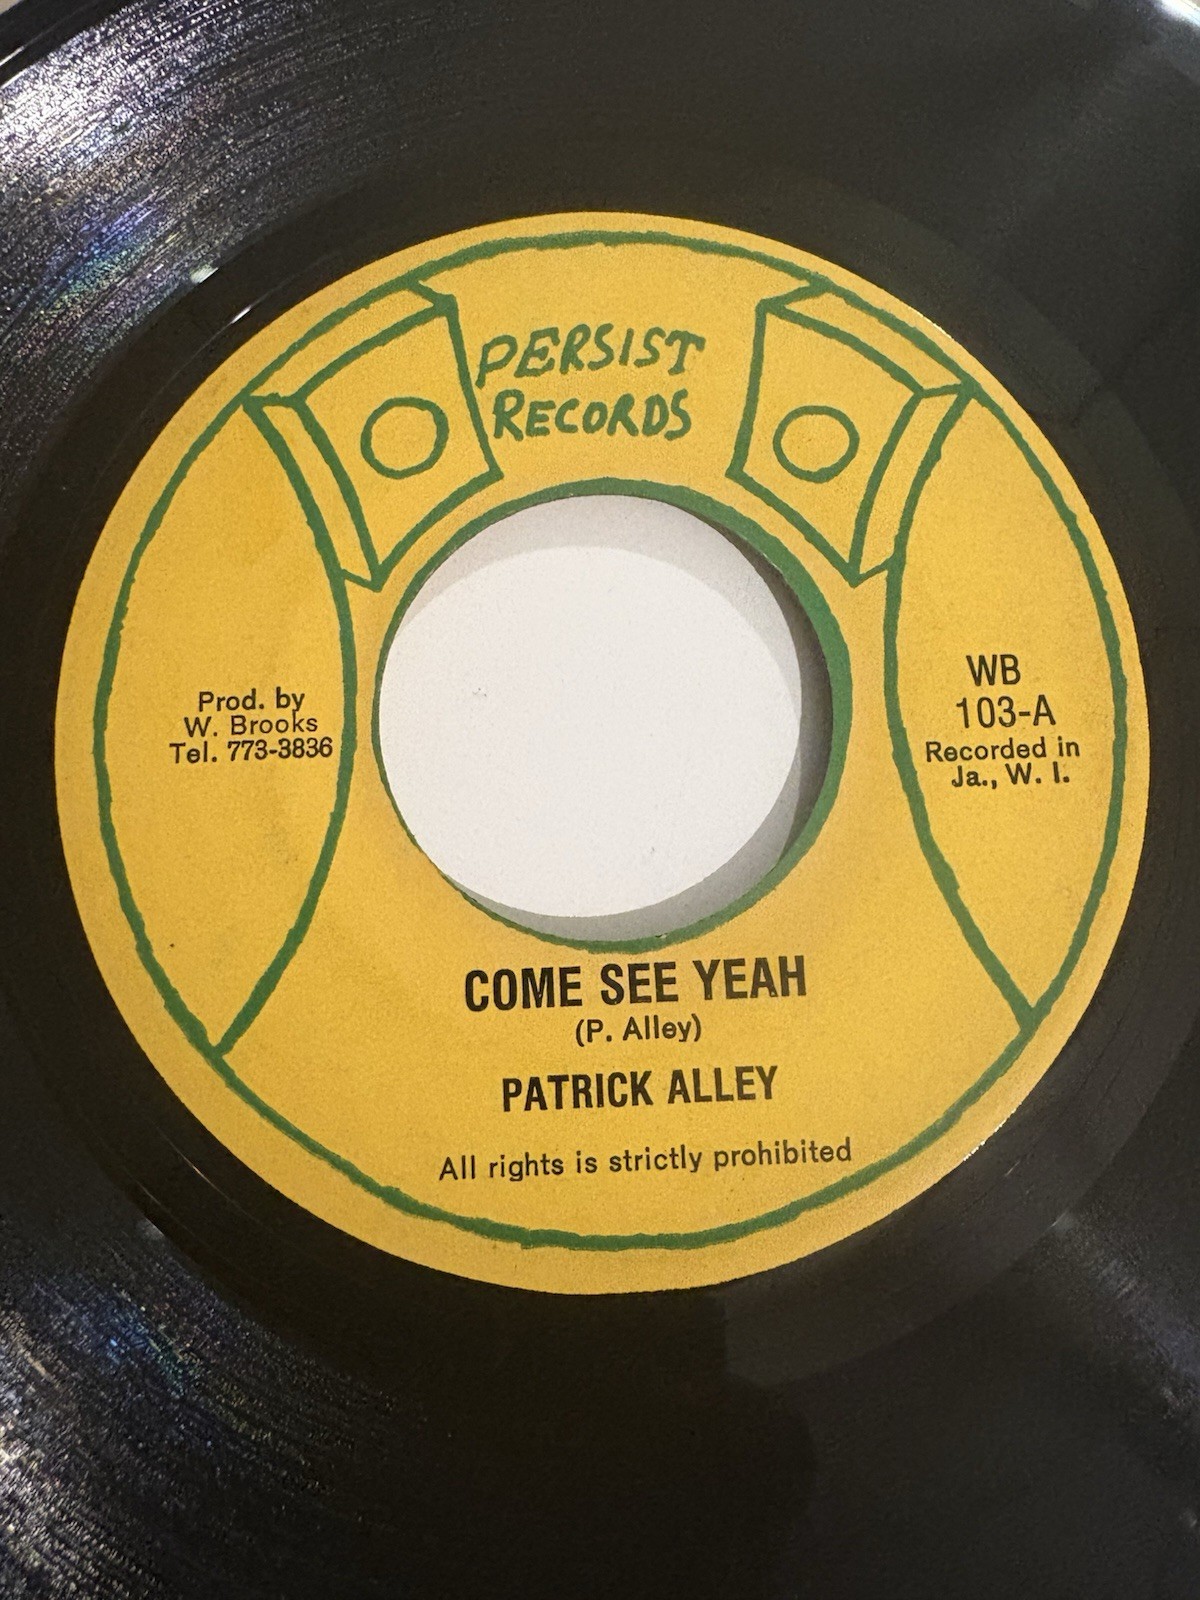 PERSIST
RECORDS
Prod. by
W. Brooks
Tel. 773-3836
WB
103-A
Recorded in
Ja., W. I.
COME SEE YEAH
(P. Alley)
PATRICK ALLEY
All rights is strictly prohibited